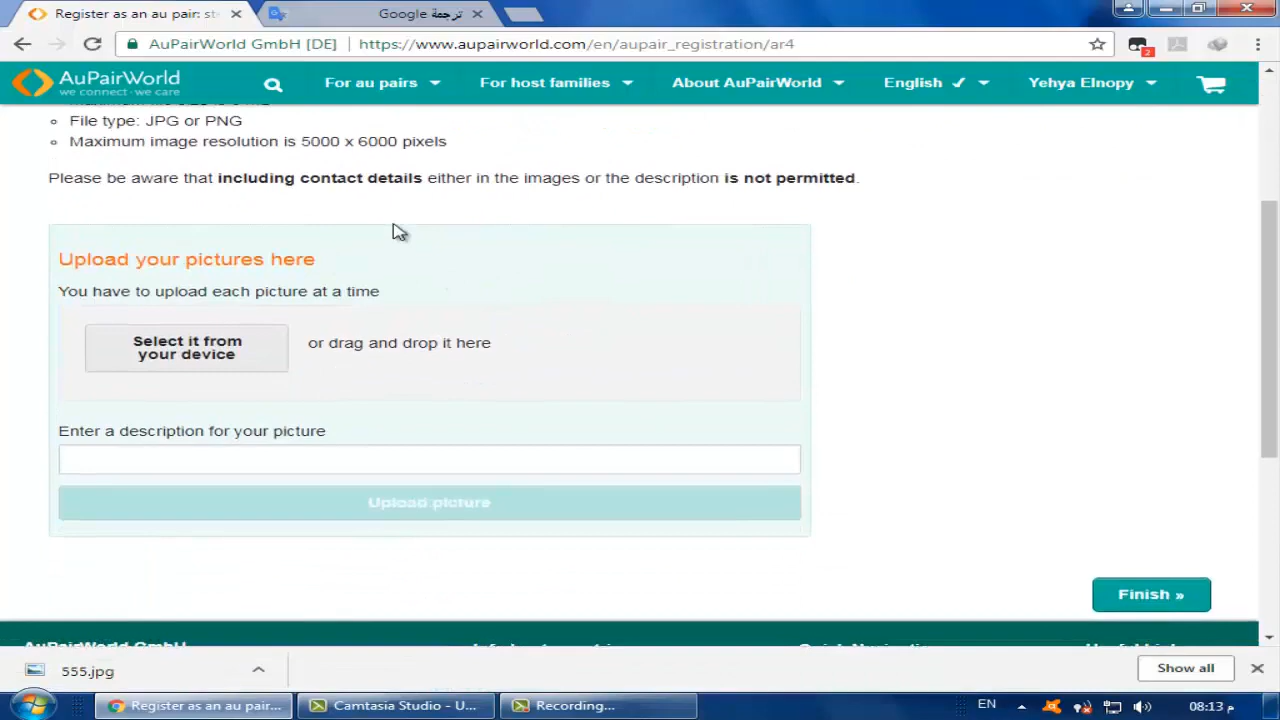 Register as an au pair: st
ترجمة Google
AuPairWorld GmbH [DE]
https://www.aupairworld.com/en/aupair_registration/ar4
2
AuPairWorld
we connect · we care
For au pairs
For host families
About AuPairWorld
English
Yehya Elnopy
File type: JPG or PNG
Maximum image resolution is 5000 x 6000 pixels
Please be aware that including contact details either in the images or the description is not permitted.
Upload your pictures here
You have to upload each picture at a time
Select it from
your device
or drag and drop it here
Enter a description for your picture
Upload picture
Finish »
AuPairWorld GmbH
555.jpg
Show all
Register as an au pair...
Camtasia Studio - U...
Recording...
EN
08:13 م